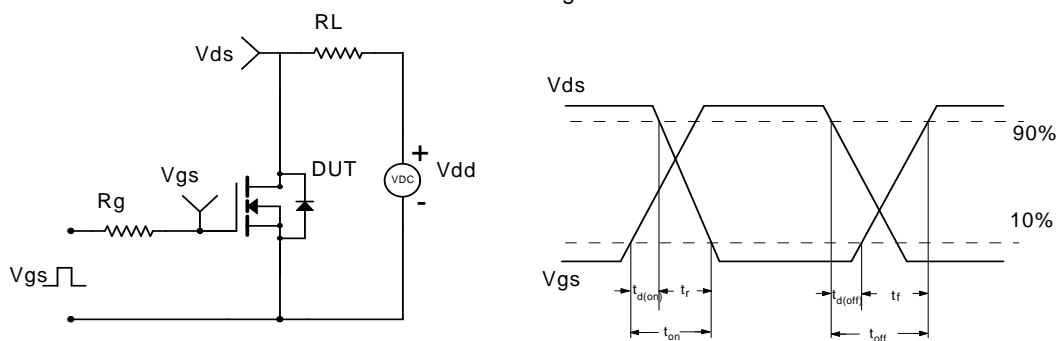 g
RL
Vds
Vgs
DUT
+
VDC
Vdd
-
Rg
Vgs
Vds
90%
10%
Vgs
td(on)
tr
td(off)
tf
ton
toff